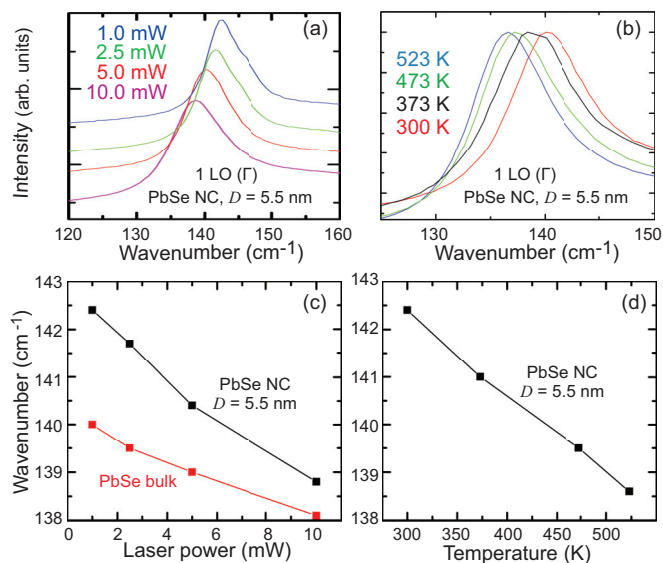 Intensity (arb. units)
(a)
1.0 mW
2.5 mW
5.0 mW
10.0 mW
1 LO (Γ)
PbSe NC, D = 5.5 nm
120 130 140 150 160
Wavenumber (cm-1)
(b)
523 K
473 K
373 K
300 K
1 LO (Γ)
PbSe NC, D = 5.5 nm
130 140 150
Wavenumber (cm-1)
Wavenumber (cm-1)
143
142
141
140
139
138
(c)
PbSe NC
D = 5.5 nm
PbSe bulk
0 2 4 6 8 10
Laser power (mW)
143
142
141
140
139
138
(d)
PbSe NC
D = 5.5 nm
300 350 400 450 500
Temperature (K)